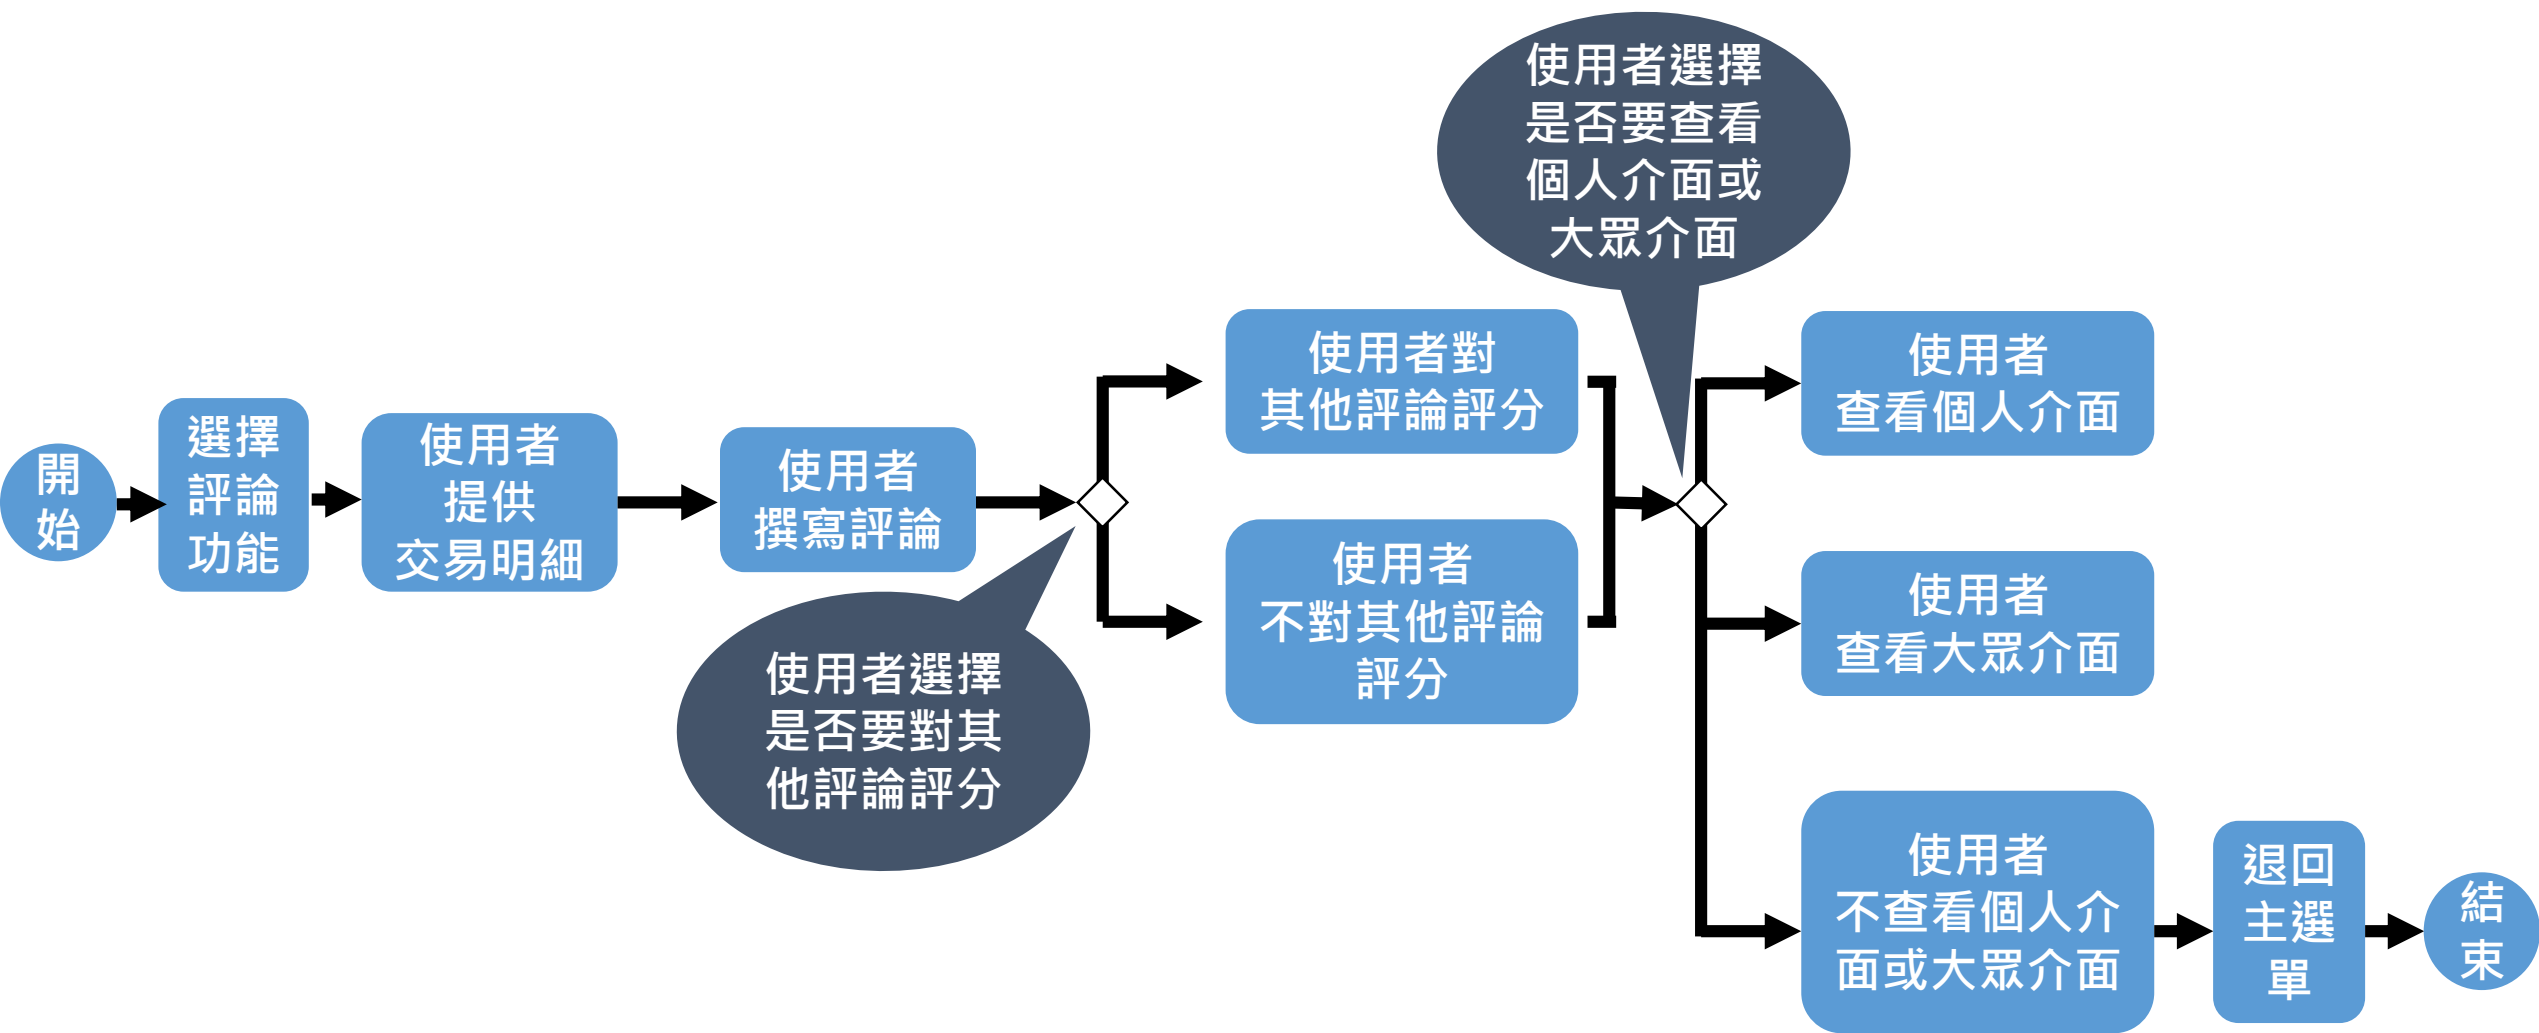 開
始
選擇
評論
功能
使用者
提供
交易明細
使用者
撰寫評論
使用者選擇
是否要對其
他評論評分
使用者對
其他評論評分
使用者
不對其他評論
評分
使用者選擇
是否要查看
個人介面或
大眾介面
使用者
查看個人介面
使用者
查看大眾介面
使用者
不查看個人介
面或大眾介面
退回
主選
單
結
束